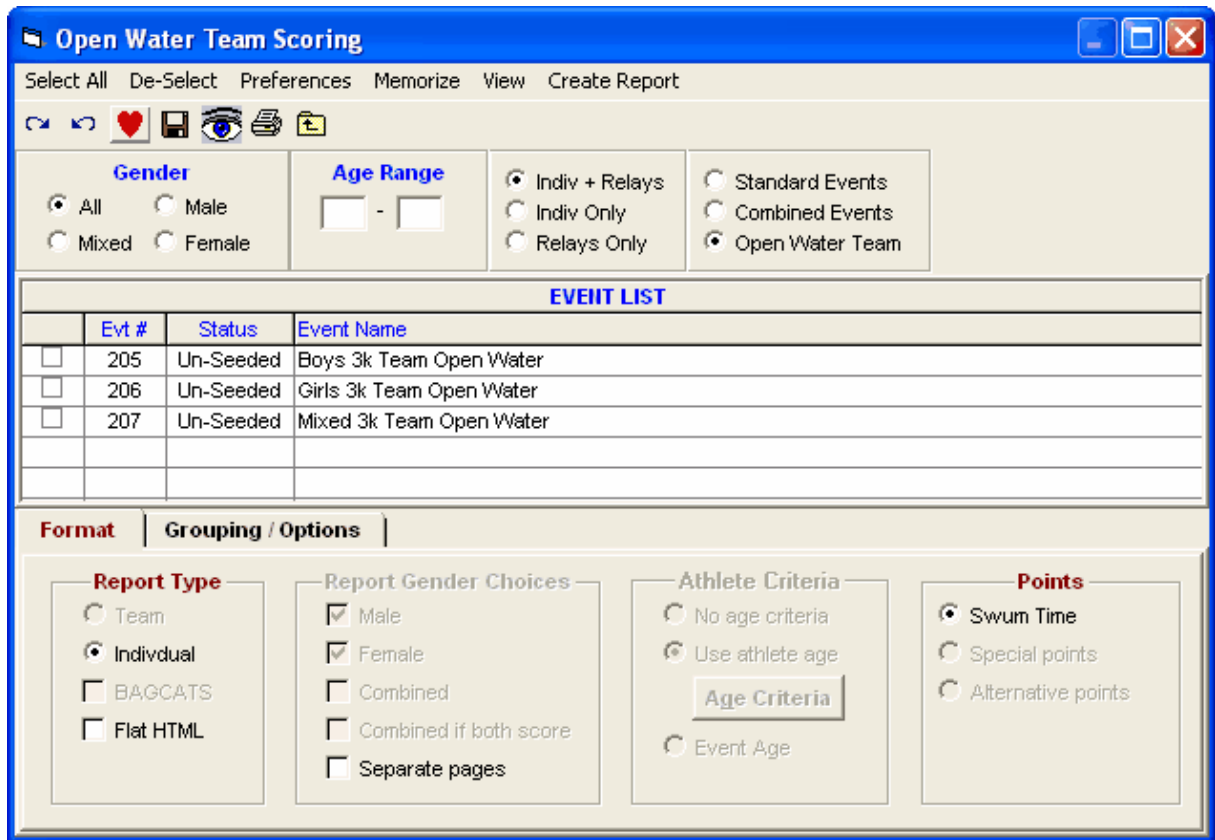 Open Water Team Scoring
Select All De-Select Preferences Memorize View Create Report
Gender
All Male
Mixed Female
Age Range
-
Indiv + Relays
Indiv Only
Relays Only
Standard Events
Combined Events
Open Water Team
EVENT LIST
Evt # Status Event Name
205 Un-Seeded Boys 3k Team Open Water
206 Un-Seeded Girls 3k Team Open Water
207 Un-Seeded Mixed 3k Team Open Water
Format Grouping / Options
Report Type
Team
Indivdual
BAGCATS
Flat HTML
Report Gender Choices
Male
Female
Combined
Combined if both score
Separate pages
Athlete Criteria
No age criteria
Use athlete age
Age Criteria
Event Age
Points
Swum Time
Special points
Alternative points